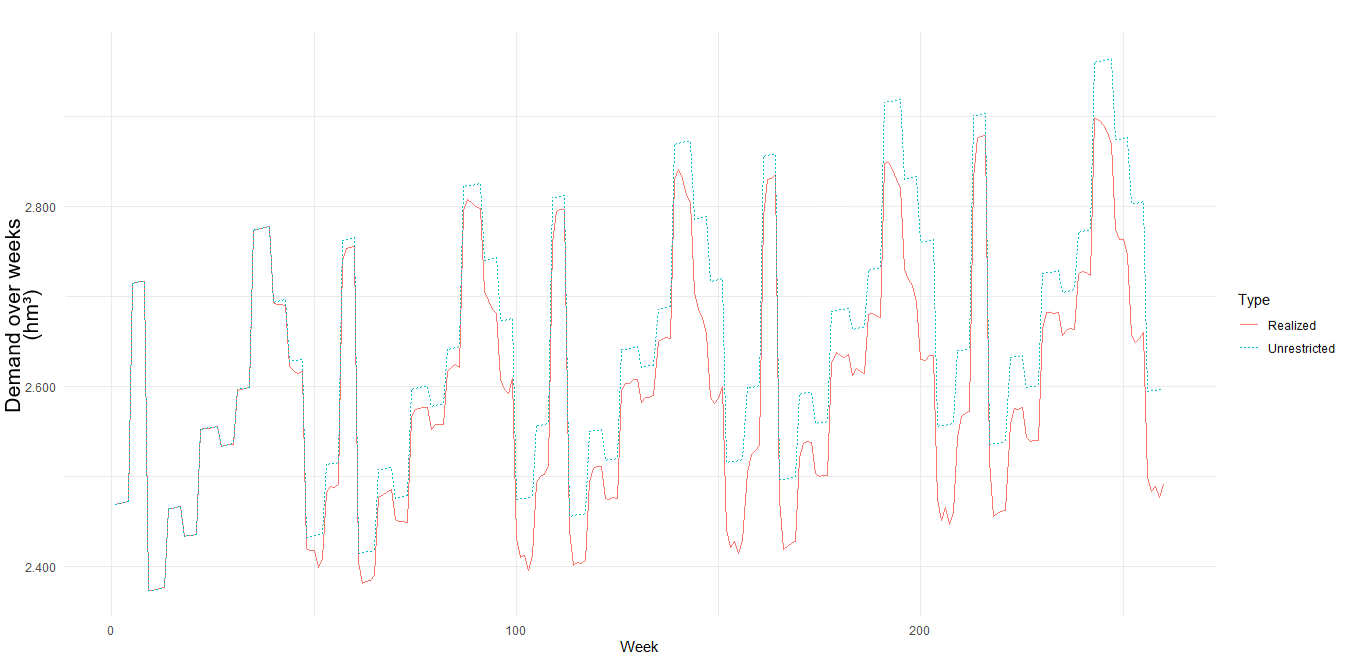 Demand over weeks
(hm³)
2.800
2.600
2.400
0
100
200
Week
Type
Realized
Unrestricted